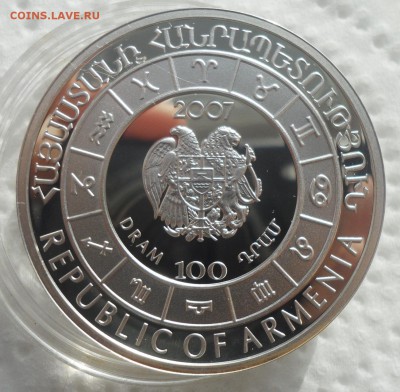 COINS.LAVE.RU
ՀԱՅԱՍՏԱՆԻ ՀԱՆՐԱՊԵՏՈՒԹՅՈՒՆ
2007
DRAM 100 ԴՐԱՄ
REPUBLIC OF ARMENIA